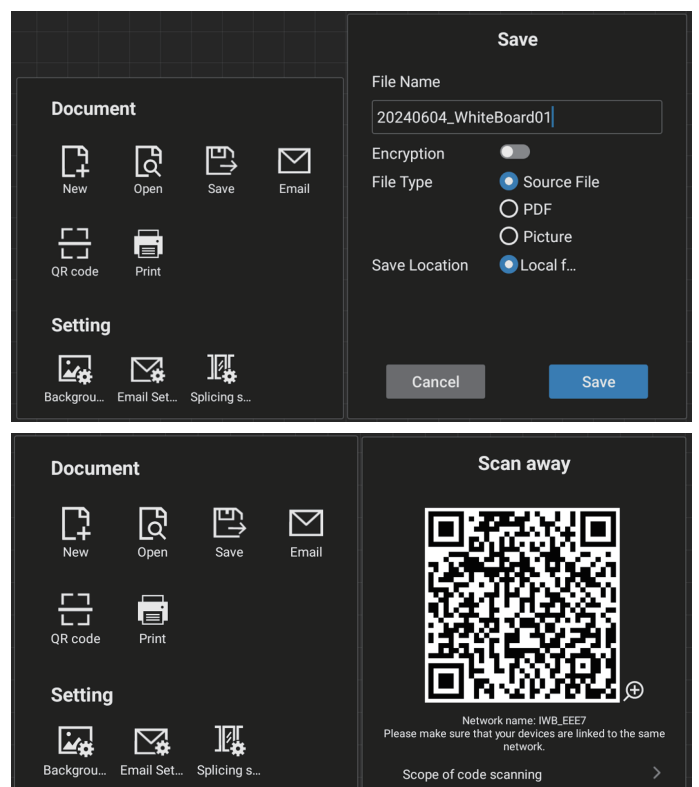 Document
New Open Save Email
QR code Print
Setting
Backgrou... Email Set... Splicing s...
Save
File Name
20240604_WhiteBoard01
Encryption
File Type Source File
PDF
Picture
Save Location Local f...
Cancel Save
Document
New Open Save Email
QR code Print
Setting
Backgrou... Email Set... Splicing s...
Scan away
Network name: IWB_EEE7
Please make sure that your devices are linked to the same
network.
Scope of code scanning